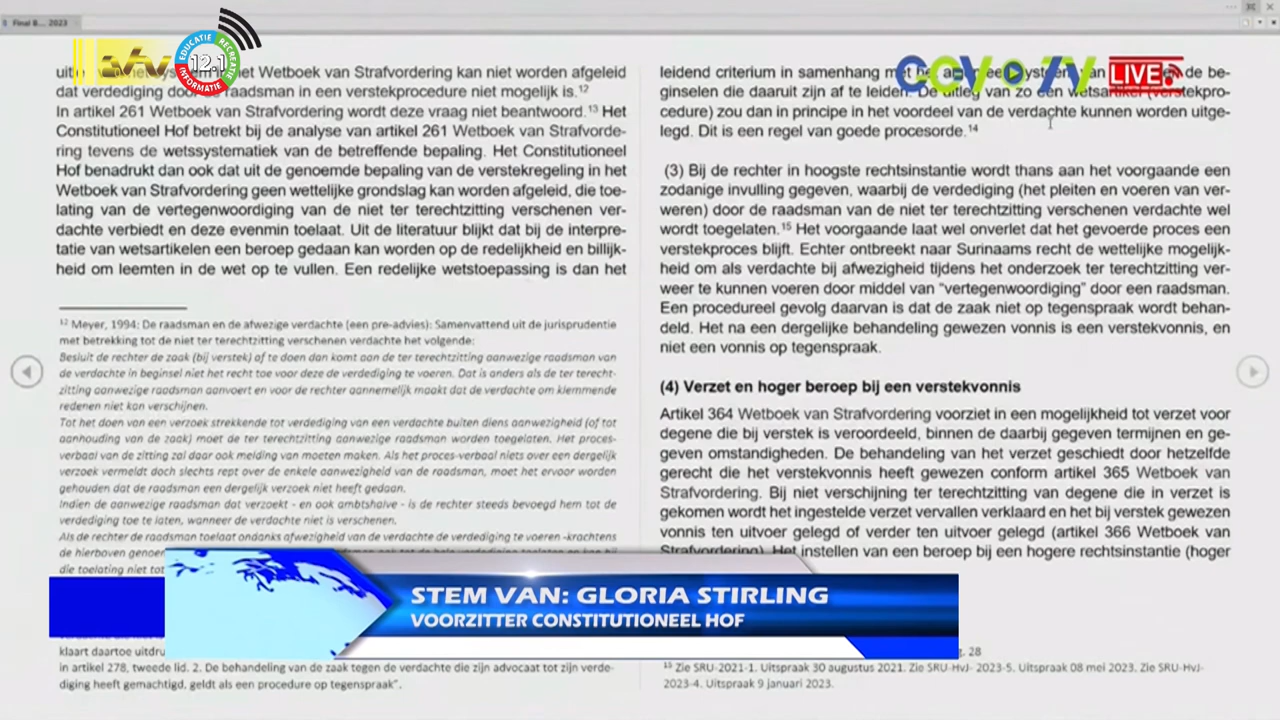 Final B... 2023
atv
EDUCATIE
RECREATIE
INFORMATIE
12.1
CCV TV
LIVE
het Wetboek van Strafvordering kan niet worden afgeleid
dat verdediging door de raadsman in een verstekprocedure niet mogelijk is.¹²
In artikel 261 Wetboek van Strafvordering wordt deze vraag niet beantwoord.¹³ Het
Constitutioneel Hof betrekt bij de analyse van artikel 261 Wetboek van Strafvorde-
ring tevens de wetssystematiek van de betreffende bepaling. Het Constitutioneel
Hof benadrukt dan ook dat uit de genoemde bepaling van de verstekregeling in het
Wetboek van Strafvordering geen wettelijke grondslag kan worden afgeleid, die toe-
lating van de vertegenwoordiging van de niet ter terechtzitting verschenen ver-
dachte verbiedt en deze evenmin toelaat. Uit de literatuur blijkt dat bij de interpre-
tatie van wetsartikelen een beroep gedaan kan worden op de redelijkheid en billijk-
heid om leemten in de wet op te vullen. Een redelijke wetstoepassing is dan het
¹² Meyer, 1994: De raadsman en de afwezige verdachte (een pre-advies): Samenvattend uit de jurisprudentie
met betrekking tot de niet ter terechtzitting verschenen verdachte het volgende:
Besluit de rechter de zaak (bij verstek) af te doen dan komt aan de ter terechtzitting aanwezige raadsman van
de verdachte in beginsel niet het recht toe voor deze de verdediging te voeren. Dat is anders als de ter terecht-
zitting aanwezige raadsman aanvoert en voor de rechter aannemelijk maakt dat de verdachte om klemmende
redenen niet kan verschijnen.
Tot het doen van een verzoek strekkende tot verdediging van een verdachte buiten diens aanwezigheid (of tot
aanhouding van de zaak) moet de ter terechtzitting aanwezige raadsman worden toegelaten. Het proces-
verbaal van de zitting zal daar ook melding van moeten maken. Als het proces-verbaal niets over een dergelijk
verzoek vermeldt doch slechts rept over de enkele aanwezigheid van de raadsman, moet het ervoor worden
gehouden dat de raadsman een dergelijk verzoek niet heeft gedaan.
Indien de aanwezige raadsman dat verzoekt - en ook ambtshalve - is de rechter steeds bevoegd hem tot de
verdediging toe te laten, wanneer de verdachte niet is verschenen.
Als de rechter de raadsman toelaat ondanks afwezigheid van de verdachte de verdediging te voeren -krachtens
de hierboven
die toelating niet tot
klaart daartoe
in artikel 278, tweede lid. 2. De behandeling van de zaak tegen de verdachte die zijn advocaat tot zijn verde-
diging heeft gemachtigd, geldt als een procedure op tegenspraak”.
leidend criterium in samenhang de be-
ginselen die daaruit zijn af te leiden. De uitleg van zo een wetsartikel (verstekpro-
cedure) zou dan in principe in het voordeel van de verdachte kunnen worden uitge-
legd. Dit is een regel van goede procesorde.¹⁴
(3) Bij de rechter in hoogste rechtsinstantie wordt thans aan het voorgaande een
zodanige invulling gegeven, waarbij de verdediging (het pleiten en voeren van ver-
weren) door de raadsman van de niet ter terechtzitting verschenen verdachte wel
wordt toegelaten.¹⁵ Het voorgaande laat wel onverlet dat het gevoerde proces een
verstekproces blijft. Echter ontbreekt naar Surinaams recht de wettelijke mogelijk-
heid om als verdachte bij afwezigheid tijdens het onderzoek ter terechtzitting ver-
weer te kunnen voeren door middel van “vertegenwoordiging” door een raadsman.
Een procedureel gevolg daarvan is dat de zaak niet op tegenspraak wordt behan-
deld. Het na een dergelijke behandeling gewezen vonnis is een verstekvonnis, en
niet een vonnis op tegenspraak.
(4) Verzet en hoger beroep bij een verstekvonnis
Artikel 364 Wetboek van Strafvordering voorziet in een mogelijkheid tot verzet voor
degene die bij verstek is veroordeeld, binnen de daarbij gegeven termijnen en ge-
geven omstandigheden. De behandeling van het verzet geschiedt door hetzelfde
gerecht die het verstekvonnis heeft gewezen conform artikel 365 Wetboek van
Strafvordering. Bij niet verschijning ter terechtzitting van degene die in verzet is
gekomen wordt het ingestelde verzet vervallen verklaard en het bij verstek gewezen
vonnis ten uitvoer gelegd of verder ten uitvoer gelegd (artikel 366 Wetboek van
Strafvordering). Het instellen van een beroep bij een hogere rechtsinstantie (hoger
28
¹⁵ Zie SRU-2021-1. Uitspraak 30 augustus 2021. Zie SRU-HvJ- 2023-5. Uitspraak 08 mei 2023. Zie SRU-HvJ-
2023-4. Uitspraak 9 januari 2023.
STEM VAN: GLORIA STIRLING
VOORZITTER CONSTITUTIONEEL HOF